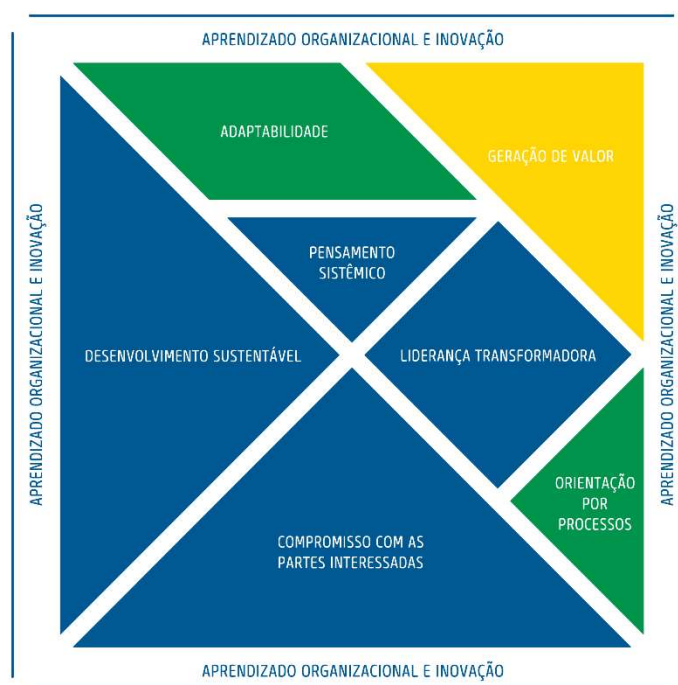 APRENDIZADO ORGANIZACIONAL E INOVAÇÃO
ADAPTABILIDADE
GERAÇÃO DE VALOR
APRENDIZADO ORGANIZACIONAL E INOVAÇÃO
PENSAMENTO
SISTÊMICO
DESENVOLVIMENTO SUSTENTÁVEL
LIDERANÇA TRANSFORMADORA
APRENDIZADO ORGANIZACIONAL E INOVAÇÃO
ORIENTAÇÃO
POR
PROCESSOS
COMPROMISSO COM AS
PARTES INTERESSADAS
APRENDIZADO ORGANIZACIONAL E INOVAÇÃO